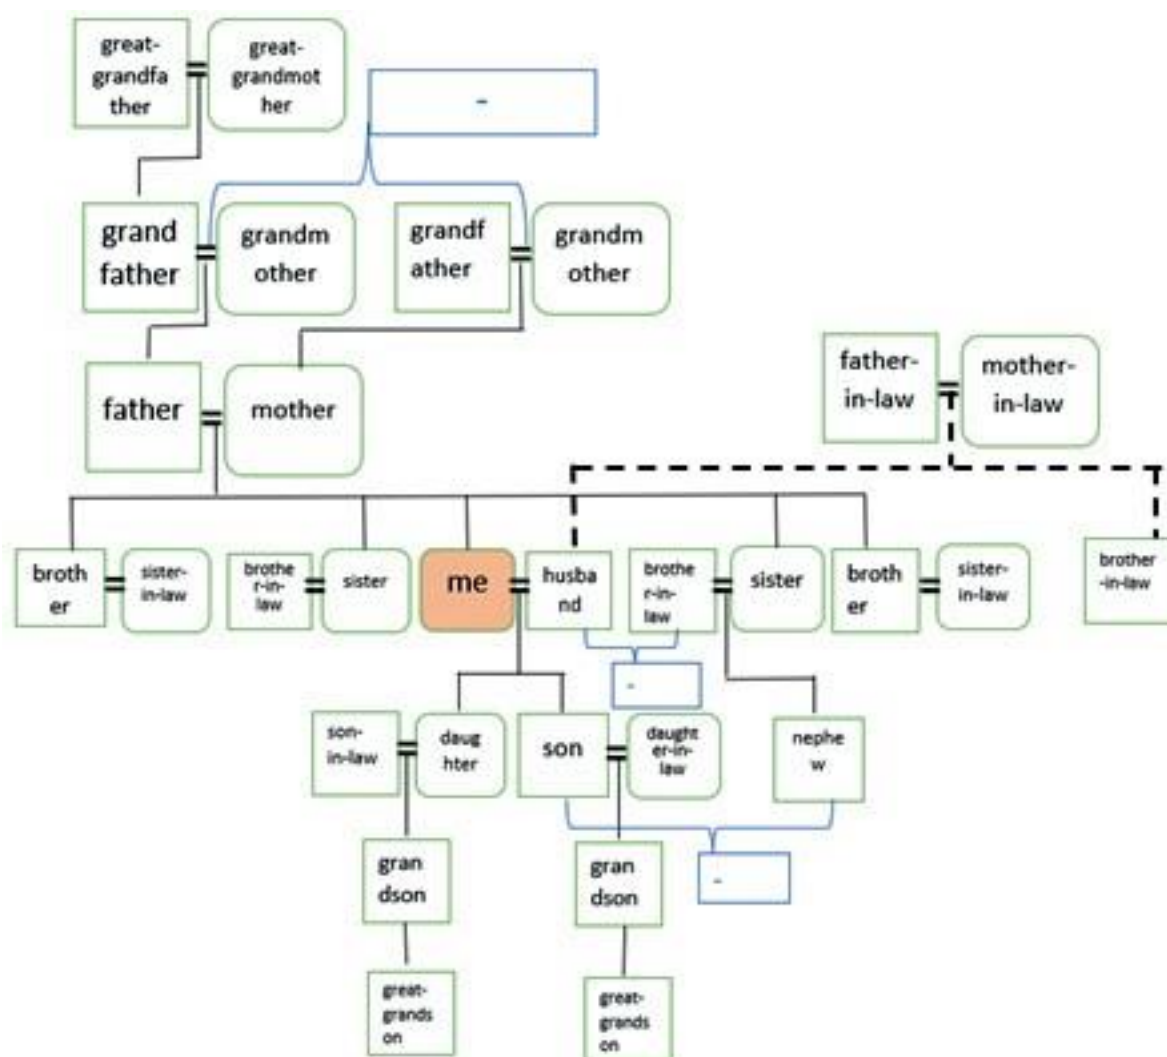 great-
grandfa
ther
great-
grandmot
her
-
grand
father
grandm
other
grandf
ather
grandm
other
father
mother
father-
in-law
mother-
in-law
broth
er
sister-
in-law
brothe
r-in-
law
sister
me
husba
nd
brothe
r-in-
law
sister
broth
er
sister-
in-law
brother
-in-law
-
son-
in-law
daug
hter
son
daught
er-in-
law
nephe
w
-
gran
dson
gran
dson
great-
grands
on
great-
grands
on